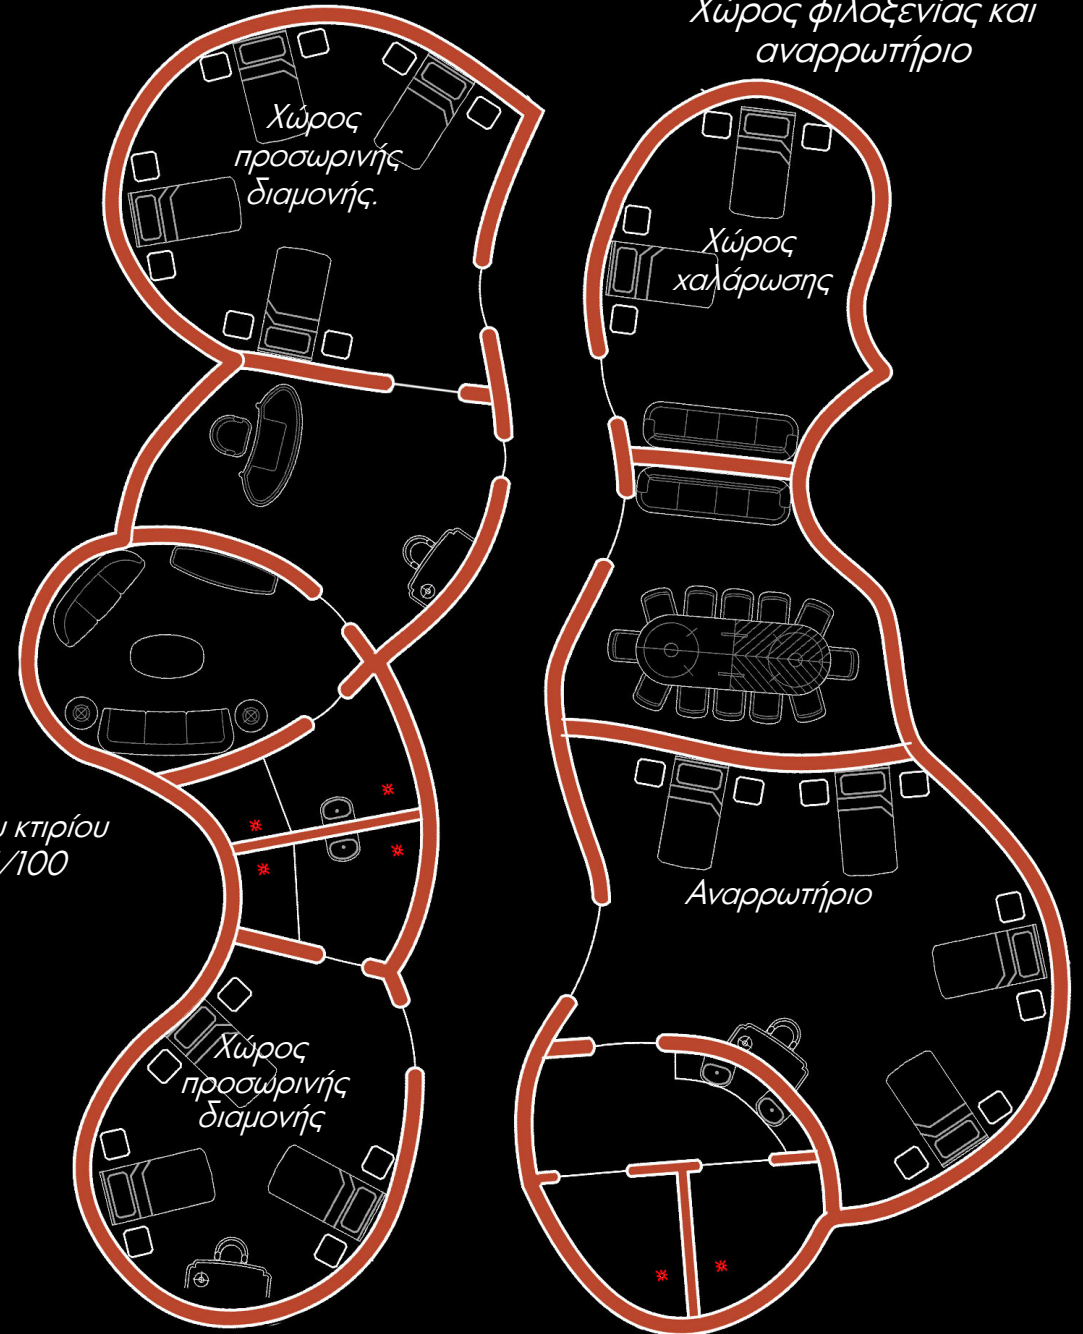 Χώρος φιλοξενίας και
αναρρωτήριο
Χώρος
προσωρινής
διαμονής.
Χώρος
χαλάρωσης
κτιρίου
/100
Αναρρωτήριο
Χώρος
προσωρινής
διαμονής